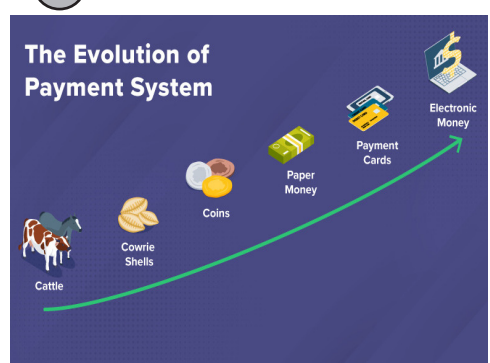 The Evolution of
Payment System
Cattle
Cowrie
Shells
Coins
Paper
Money
Payment
Cards
Electronic
Money